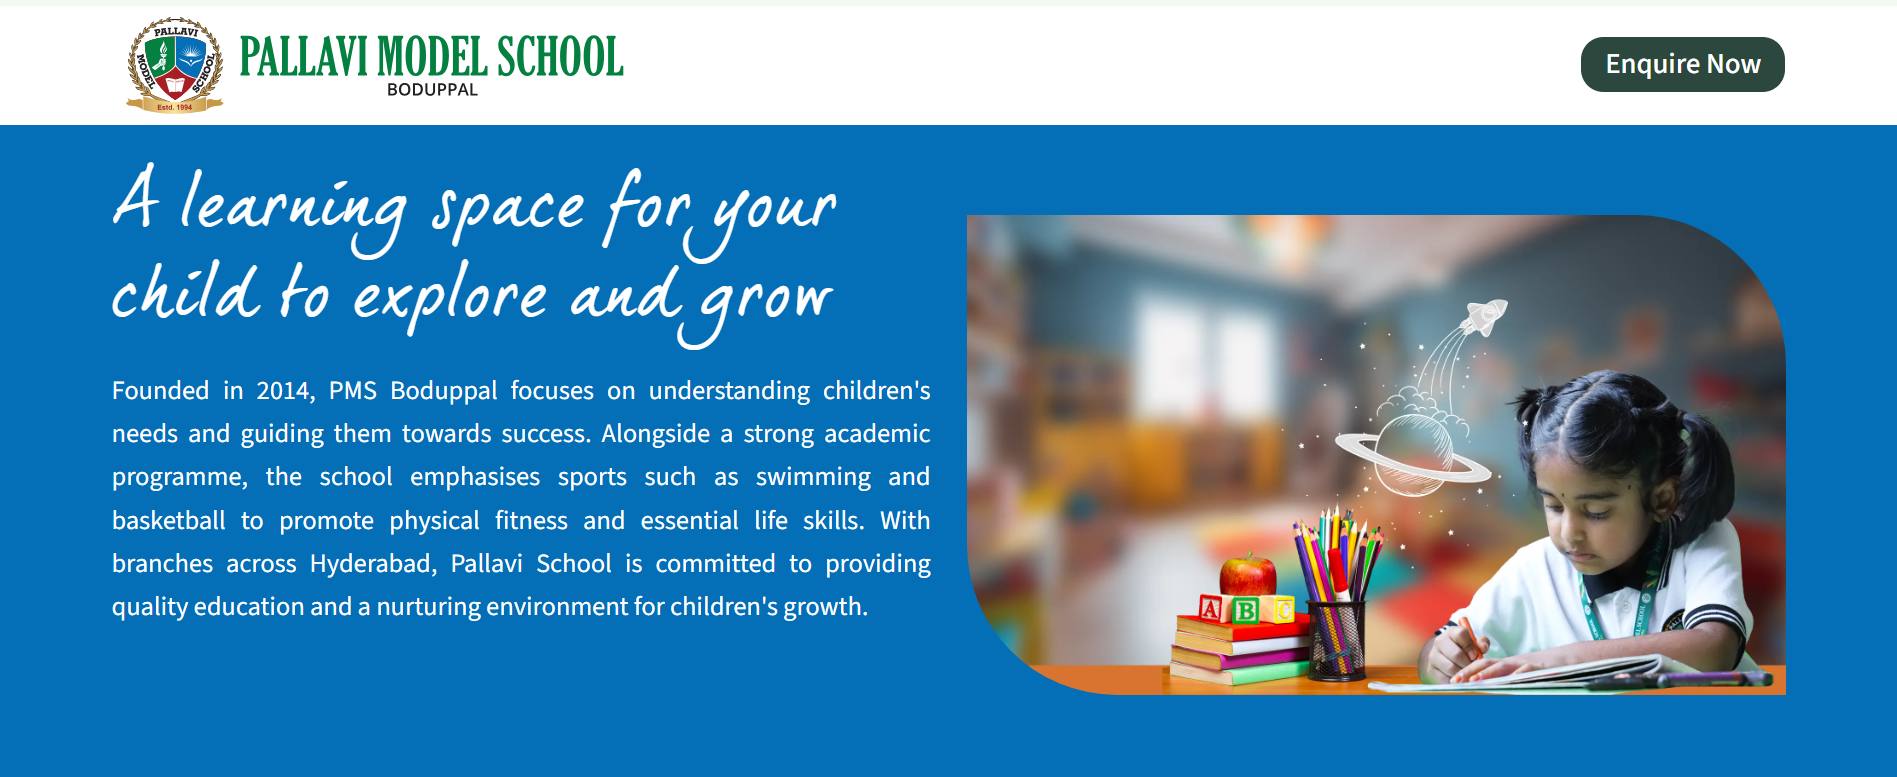 PALLAVI
MODEL SCHOOL
Estd. 1994
PALLAVI MODEL SCHOOL
BODUPPAL
Enquire Now
A learning space for your
child to explore and grow
Founded in 2014, PMS Boduppal focuses on understanding children's
needs and guiding them towards success. Alongside a strong academic
programme, the school emphasises sports such as swimming and
basketball to promote physical fitness and essential life skills. With
branches across Hyderabad, Pallavi School is committed to providing
quality education and a nurturing environment for children's growth.
A B C